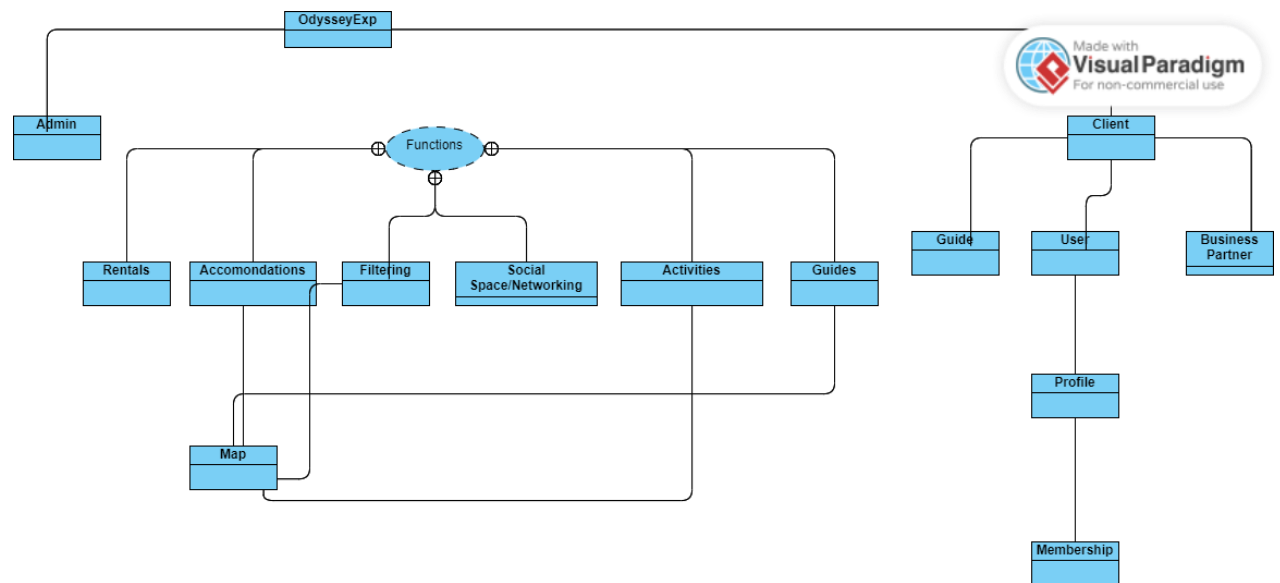 OdysseyExp
Made with
Visual Paradigm
For non-commercial use
Admin
Functions
Client
Guide
User
Business
Partner
Rentals
Accomondations
Filtering
Social
Space/Networking
Activities
Guides
Profile
Map
Membership